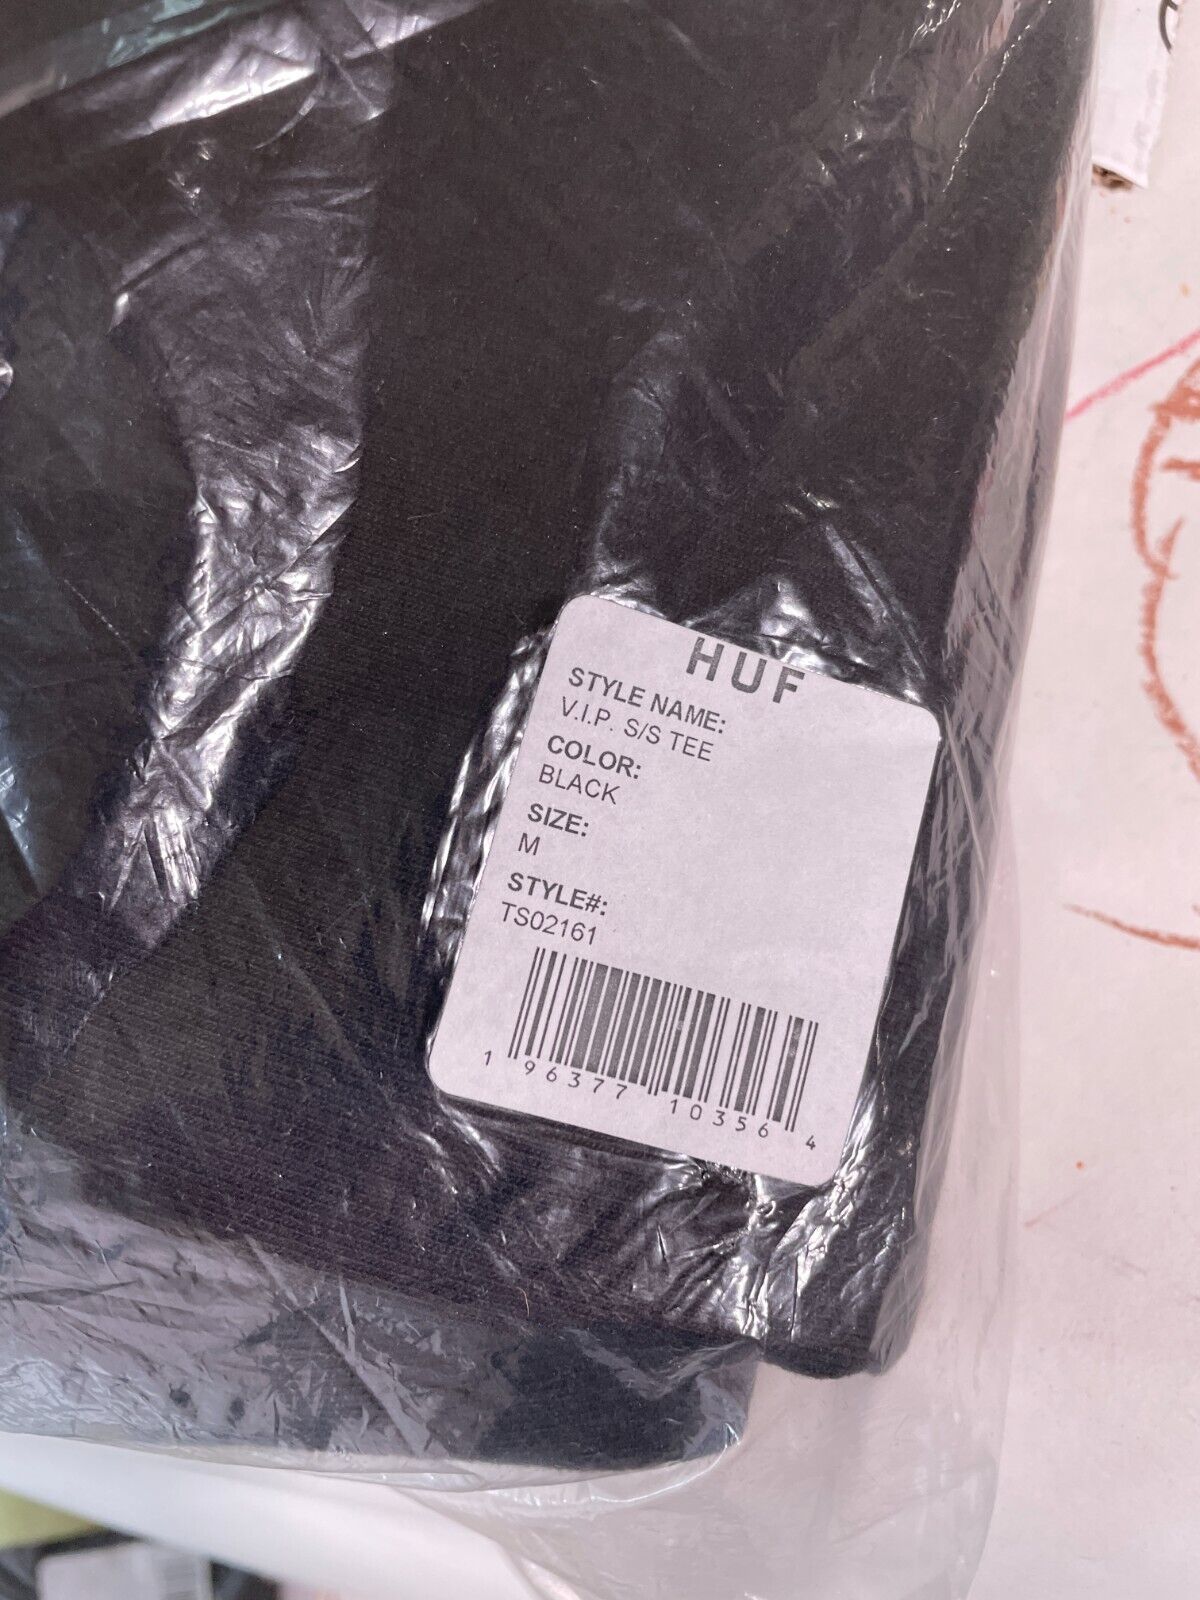 HUF
STYLE NAME:
V.I.P. S/S TEE
COLOR:
BLACK
SIZE:
M
STYLE#:
TS02161
1 96377 10356 4